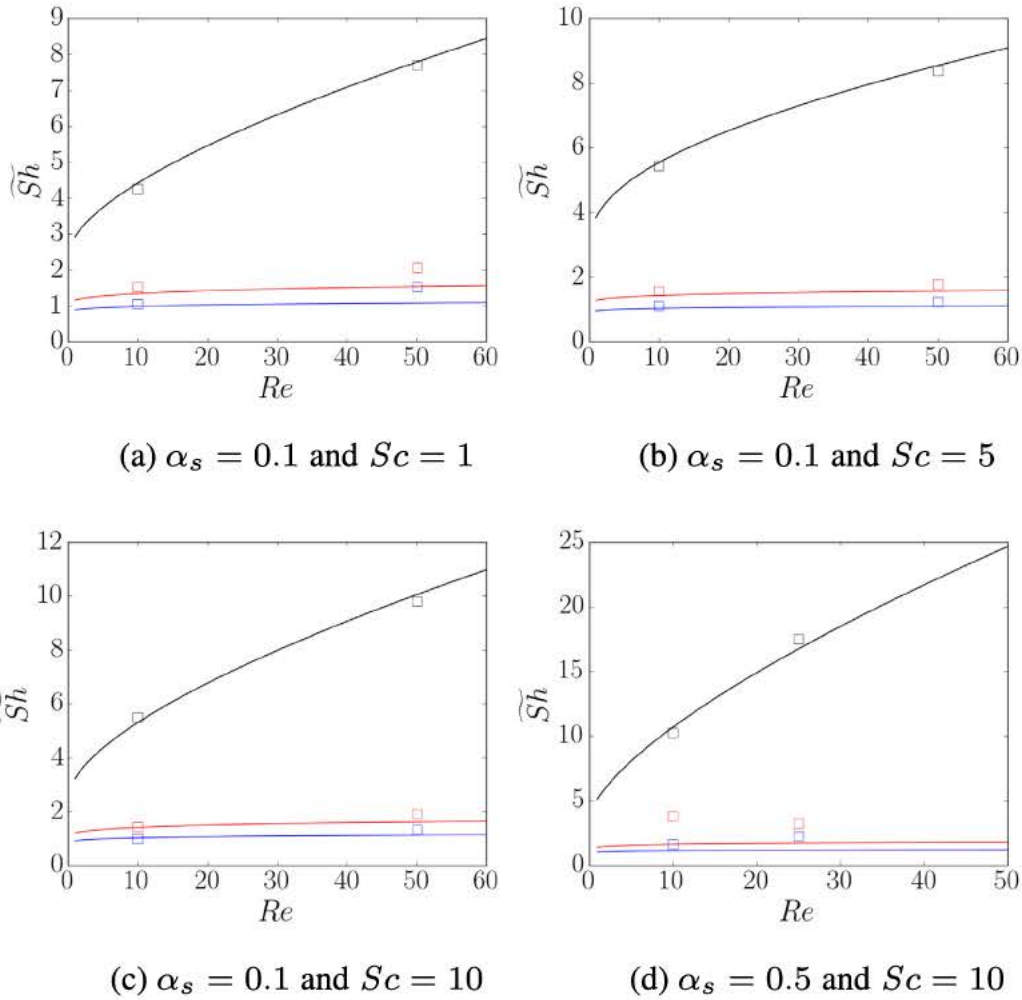 9
8
7
6
5
4
3
2
1
0
S̃h
0 10 20 30 40 50 60
Re
(a) αs = 0.1 and Sc = 1
10
8
6
4
2
0
S̃h
0 10 20 30 40 50 60
Re
(b) αs = 0.1 and Sc = 5
12
10
8
6
4
2
0
S̃h
0 10 20 30 40 50 60
Re
(c) αs = 0.1 and Sc = 10
25
20
15
10
5
0
S̃h
0 10 20 30 40 50
Re
(d) αs = 0.5 and Sc = 10